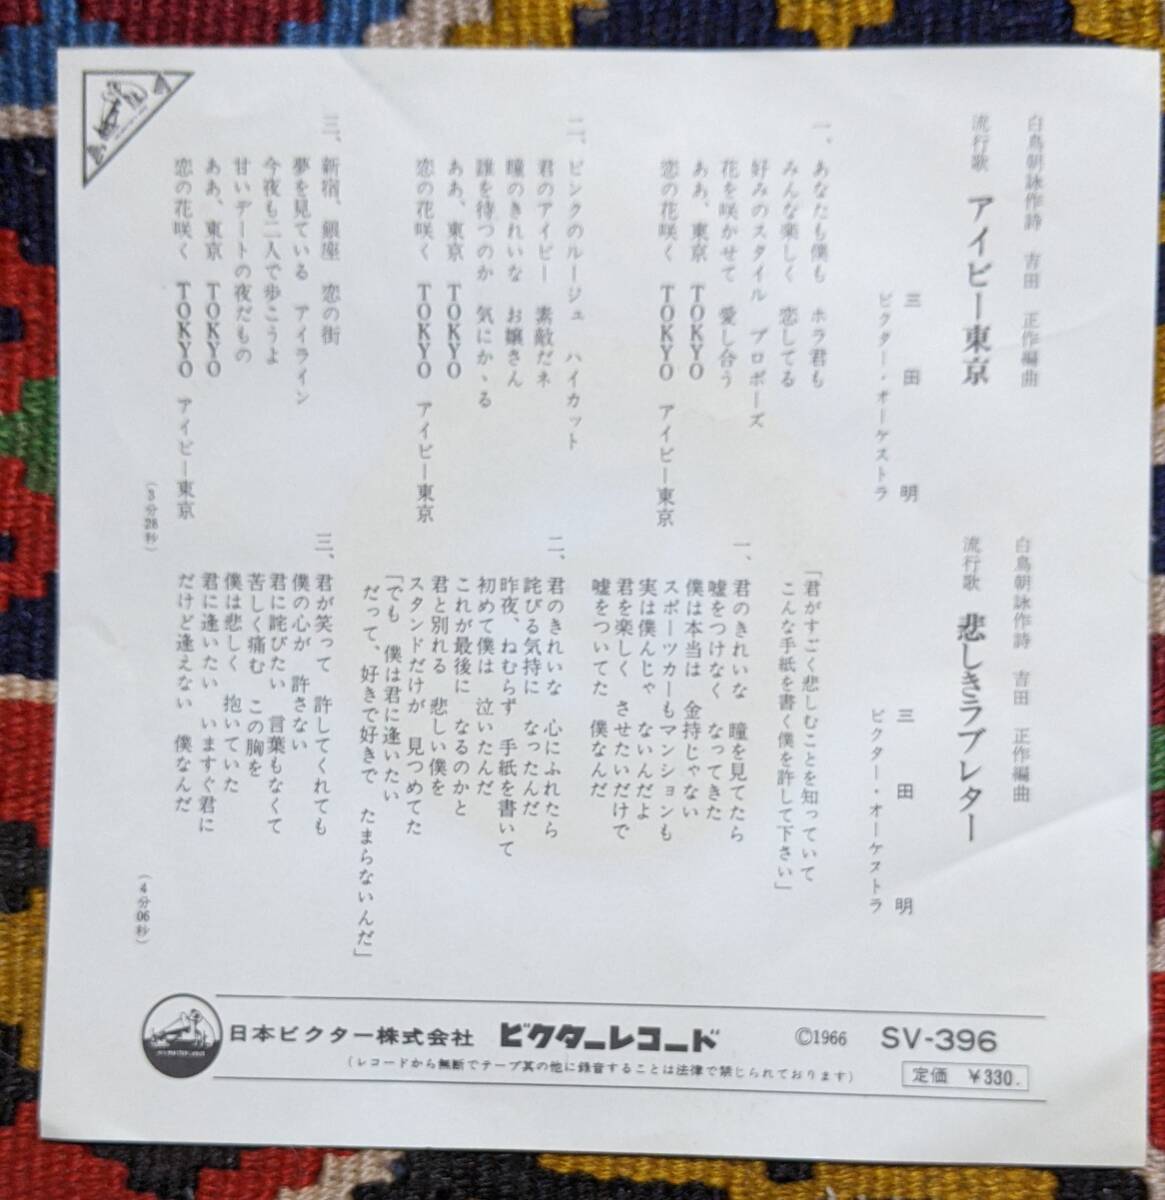 白鳥朝詠作詩　吉田　正作編曲
流行歌　アイビー東京
三田明
ビクター・オーケストラ
一、あなたも僕も　ホラ君も
みんな楽しく　恋してる
好みのスタイル　プロポーズ
花を咲かせて　愛し合う
ああ、東京　TOKYO
恋の花咲く　TOKYO　アイビー東京
二、ピンクのルージュ　ハイカット
君のアイビー　素敵だネ
瞳のきれいな　お嬢さん
誰を待つのか　気にかゝる
ああ、東京　TOKYO
恋の花咲く　TOKYO　アイビー東京
三、新宿、銀座　恋の街
夢を見ている　アイライン
今夜も二人で歩こうよ
甘いデートの夜だもの
ああ、東京　TOKYO
恋の花咲く　TOKYO　アイビー東京
（3分28秒）
白鳥朝詠作詩　吉田　正作編曲
流行歌　悲しきラブレター
三田明
ビクター・オーケストラ
「君がすごく悲しむことを知っていて
こんな手紙を書く僕を許して下さい」
一、君のきれいな　瞳を見てたら
嘘をつけなく　なってきた
僕は本当は　金持じゃない
スポーツカーもマンションも
実は僕んじゃ　ないんだよ
君を楽しく　させたいだけで
嘘をついてた　僕なんだ
二、君のきれいな　心にふれたら
詫びる気持に　なったんだ
昨夜、ねむらず　手紙を書いて
初めて僕は　泣いたんだ
これが最後に　なるのかと
君と別れる　悲しい僕を
スタンドだけが　見つめてた
「でも　僕は君に逢いたい
だって、好きで好きで　たまらないんだ」
三、君が笑って　許してくれても
僕の心が　許さない
君に詫びたい　言葉もなくて
苦しく痛む　この胸を
僕は悲しく　抱いていた
君に逢いたい　いますぐ君に
だけど逢えない　僕なんだ
（4分06秒）
日本ビクター株式会社　ビクターレコード　©1966　SV-396
（レコードから無断でテープ其の他に録音することは法律で禁じられております）
定価　¥330.